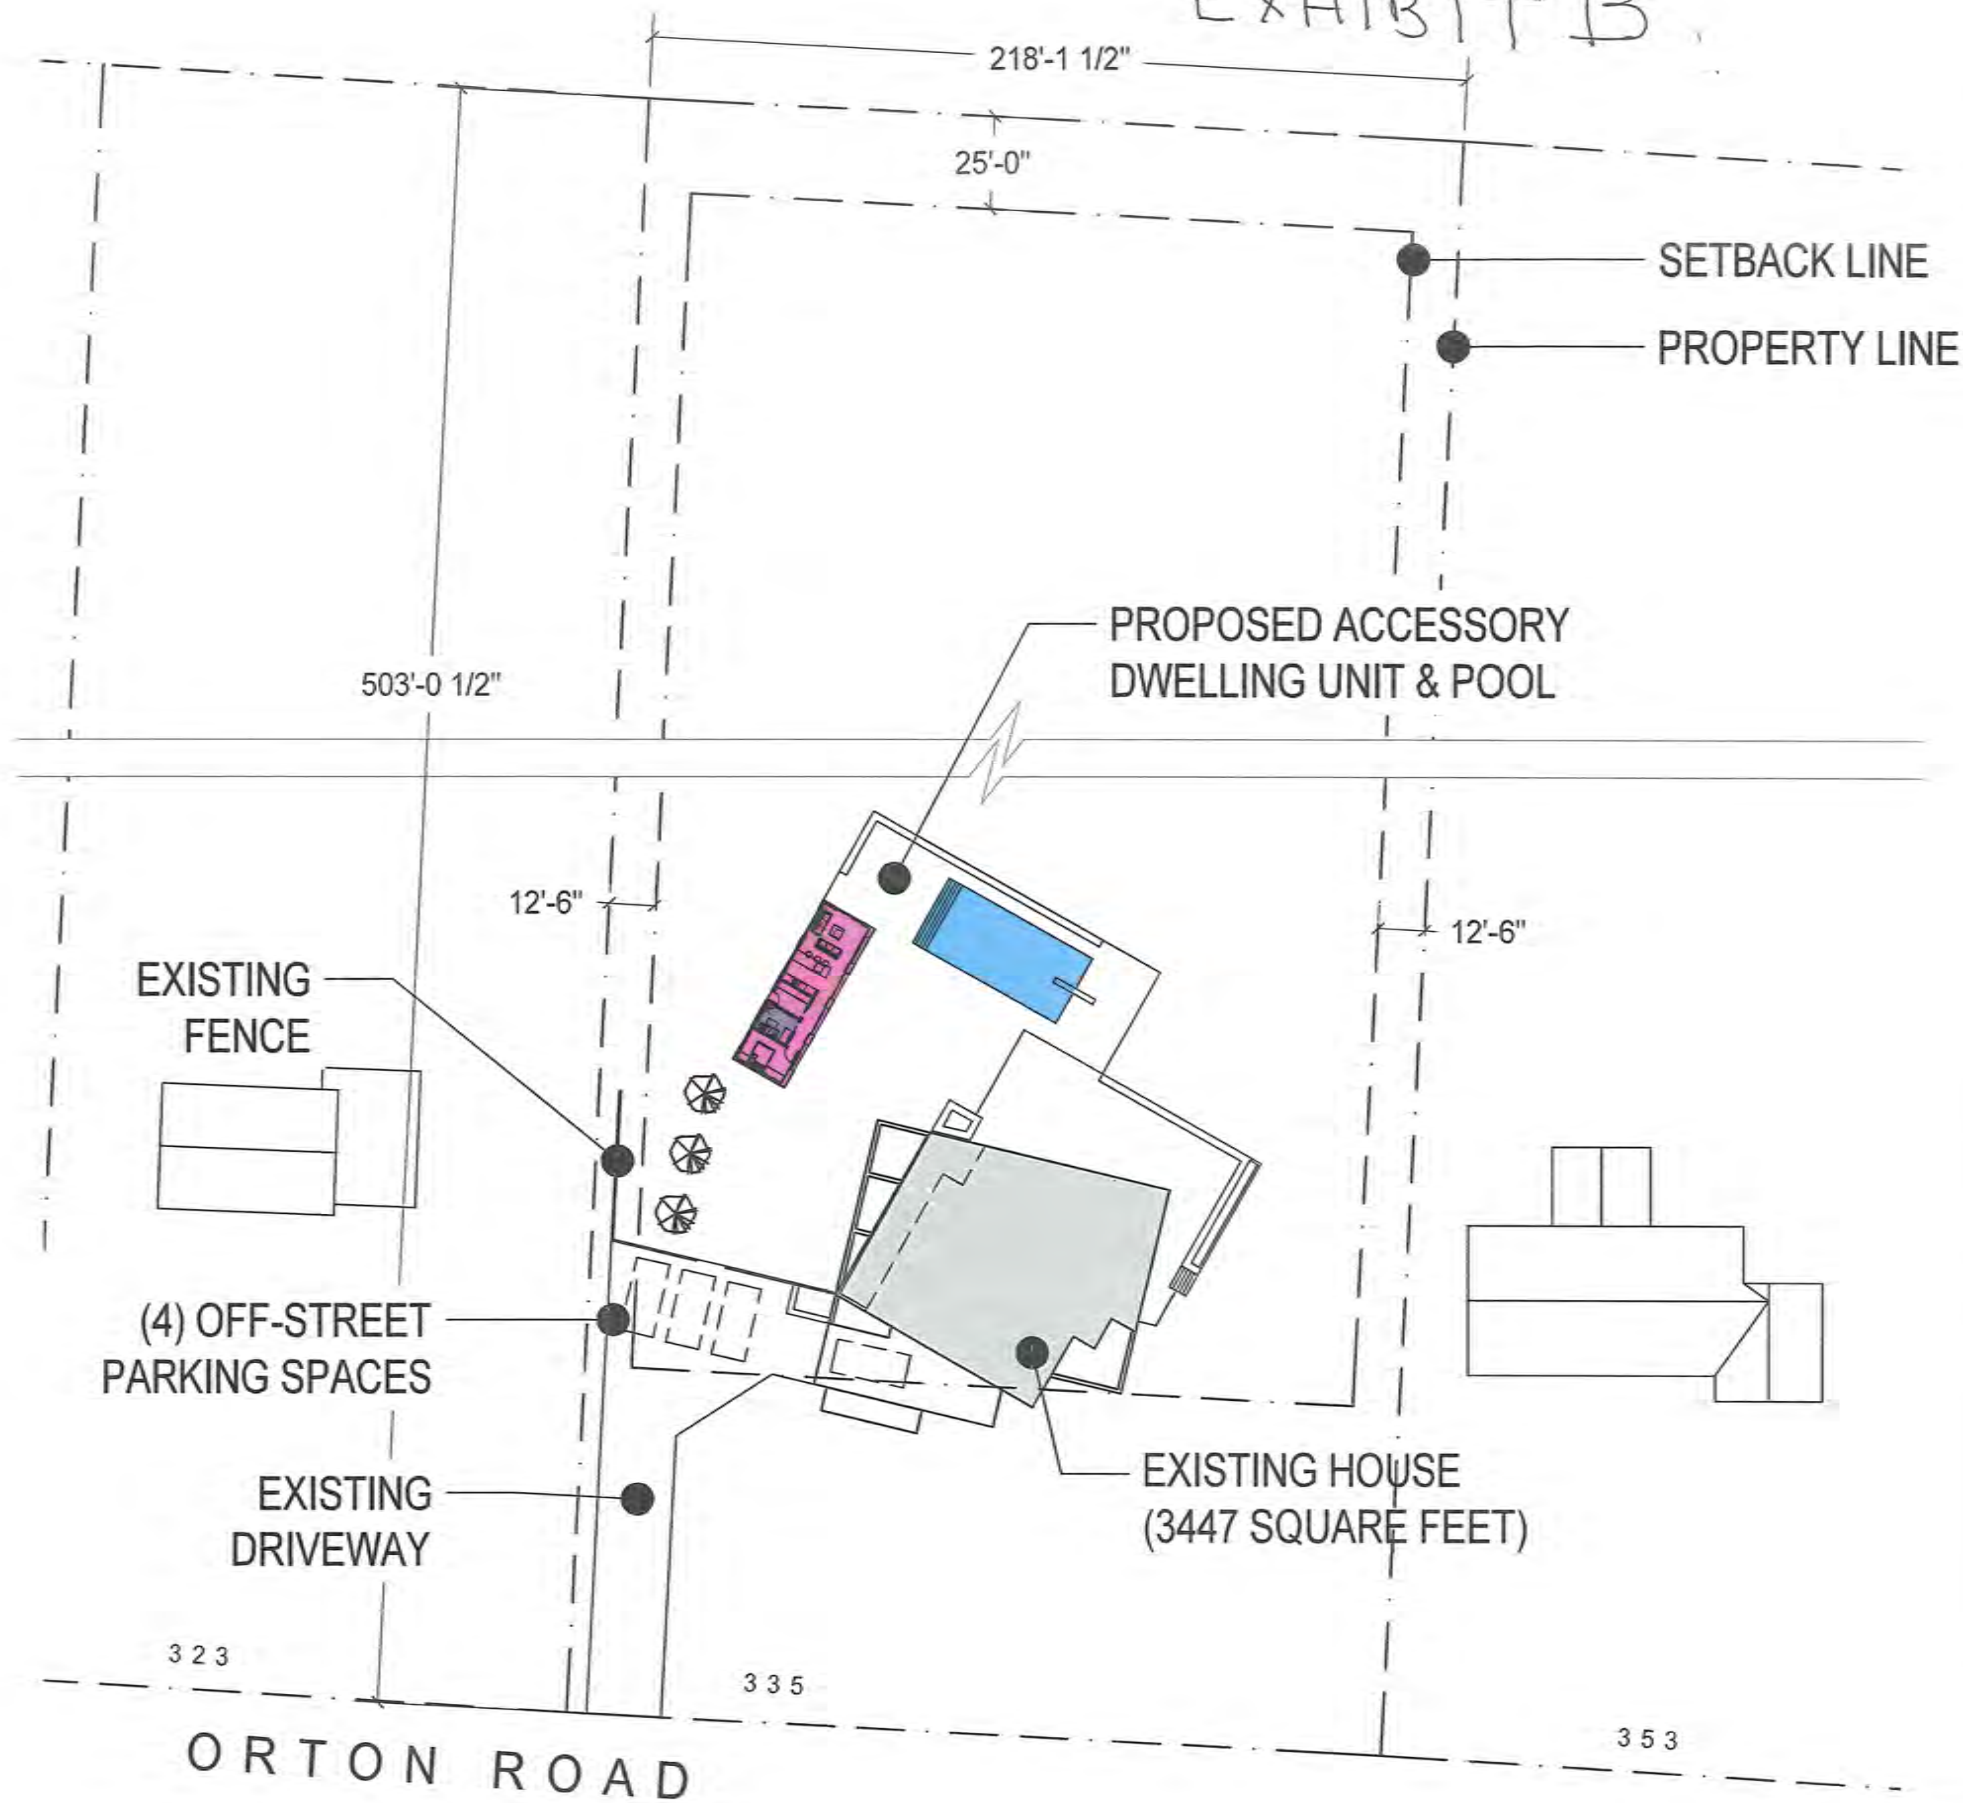 EXHIBIT B.
218'-1 1/2"
25'-0"
SETBACK LINE
PROPERTY LINE
PROPOSED ACCESSORY
DWELLING UNIT & POOL
503'-0 1/2"
12'-6"
12'-6"
EXISTING
FENCE
(4) OFF-STREET
PARKING SPACES
EXISTING HOUSE
(3447 SQUARE FEET)
EXISTING
DRIVEWAY
323
335
353
ORTON ROAD